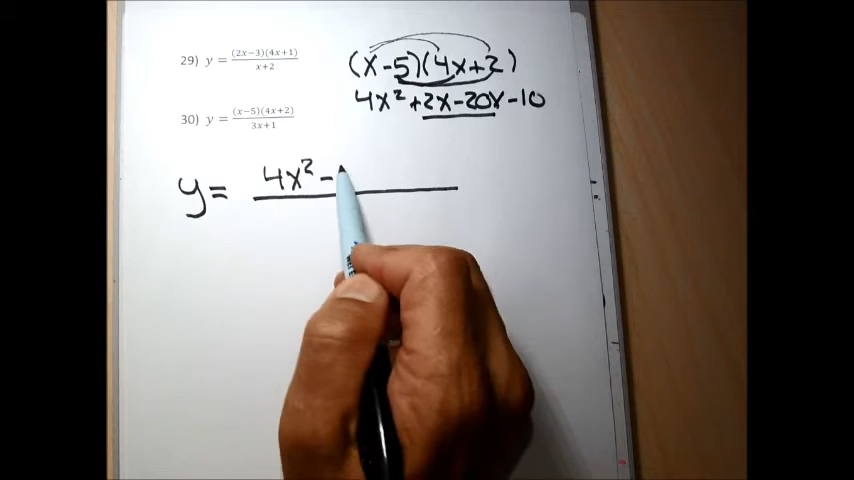 29) y = (2x-3)(4x+1) / x+2
(x-5)(4x+2)
4x² +2x-20x-10
30) y = (x-5)(4x+2) / 3x+1
y = 4x² -